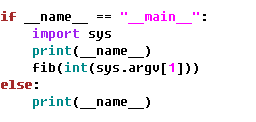 if __name__ == "__main__":
    import sys
    print(__name__)
    fib(int(sys.argv[1]))
else:
    print(__name__)